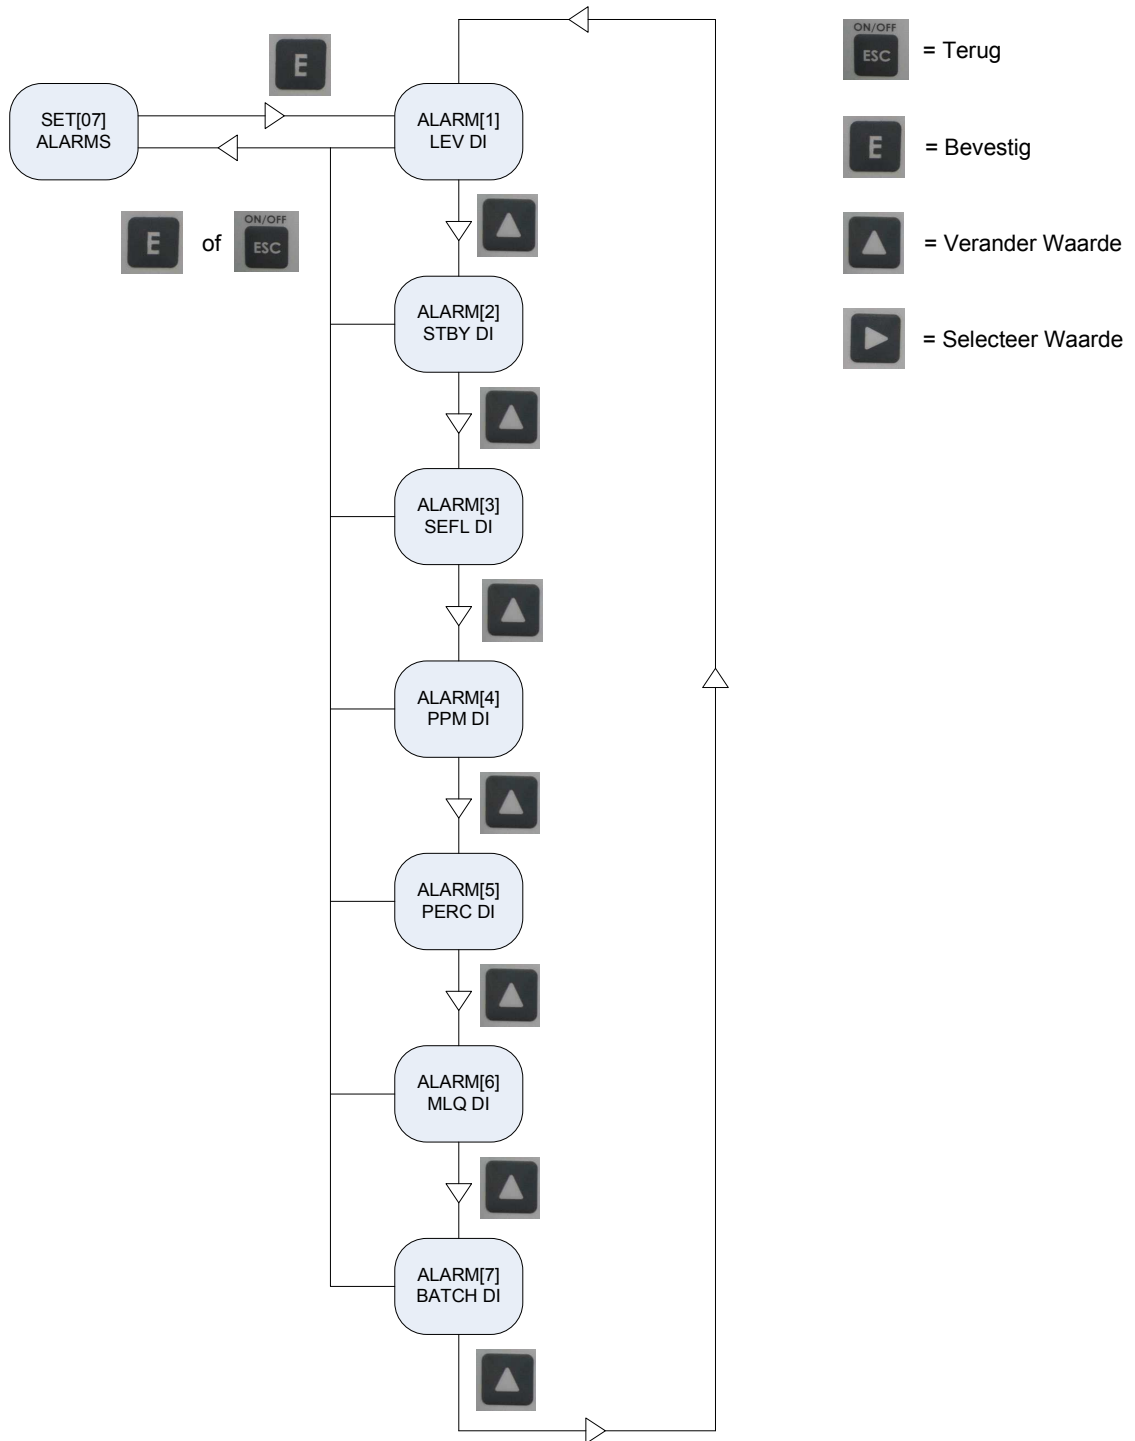 ON/OFF
ESC
= Terug
E
SET[07]
ALARMS
ALARM[1]
LEV DI
E
= Bevestig
E
of
ON/OFF
ESC
= Verander Waarde
ALARM[2]
STBY DI
= Selecteer Waarde
ALARM[3]
SEFL DI
ALARM[4]
PPM DI
ALARM[5]
PERC DI
ALARM[6]
MLQ DI
ALARM[7]
BATCH DI